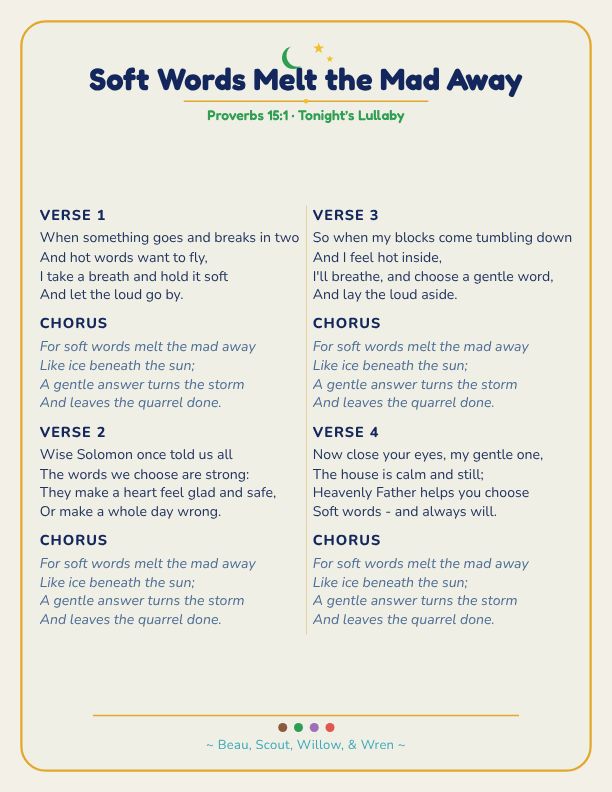 Soft Words Melt the Mad Away
Proverbs 15:1 · Tonight's Lullaby
VERSE 1
When something goes and breaks in two
And hot words want to fly,
I take a breath and hold it soft
And let the loud go by.
CHORUS
For soft words melt the mad away
Like ice beneath the sun;
A gentle answer turns the storm
And leaves the quarrel done.
VERSE 2
Wise Solomon once told us all
The words we choose are strong:
They make a heart feel glad and safe,
Or make a whole day wrong.
CHORUS
For soft words melt the mad away
Like ice beneath the sun;
A gentle answer turns the storm
And leaves the quarrel done.
VERSE 3
So when my blocks come tumbling down
And I feel hot inside,
I'll breathe, and choose a gentle word,
And lay the loud aside.
CHORUS
For soft words melt the mad away
Like ice beneath the sun;
A gentle answer turns the storm
And leaves the quarrel done.
VERSE 4
Now close your eyes, my gentle one,
The house is calm and still;
Heavenly Father helps you choose
Soft words - and always will.
CHORUS
For soft words melt the mad away
Like ice beneath the sun;
A gentle answer turns the storm
And leaves the quarrel done.
~ Beau, Scout, Willow, & Wren ~